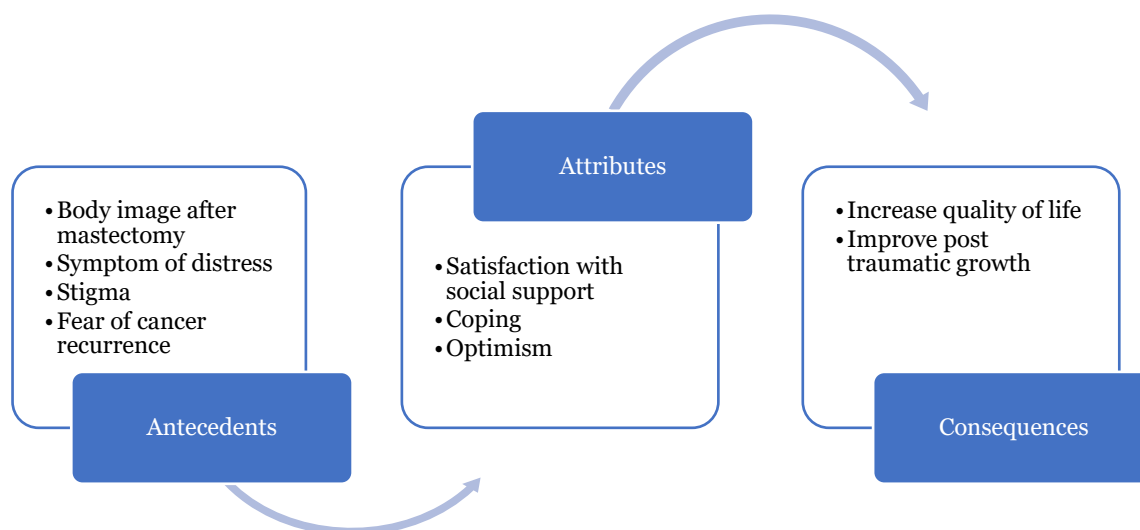 • Body image after
mastectomy
• Symptom of distress
• Stigma
• Fear of cancer
recurrence
Antecedents
Attributes
• Satisfaction with
social support
• Coping
• Optimism
• Increase quality of life
• Improve post
traumatic growth
Consequences